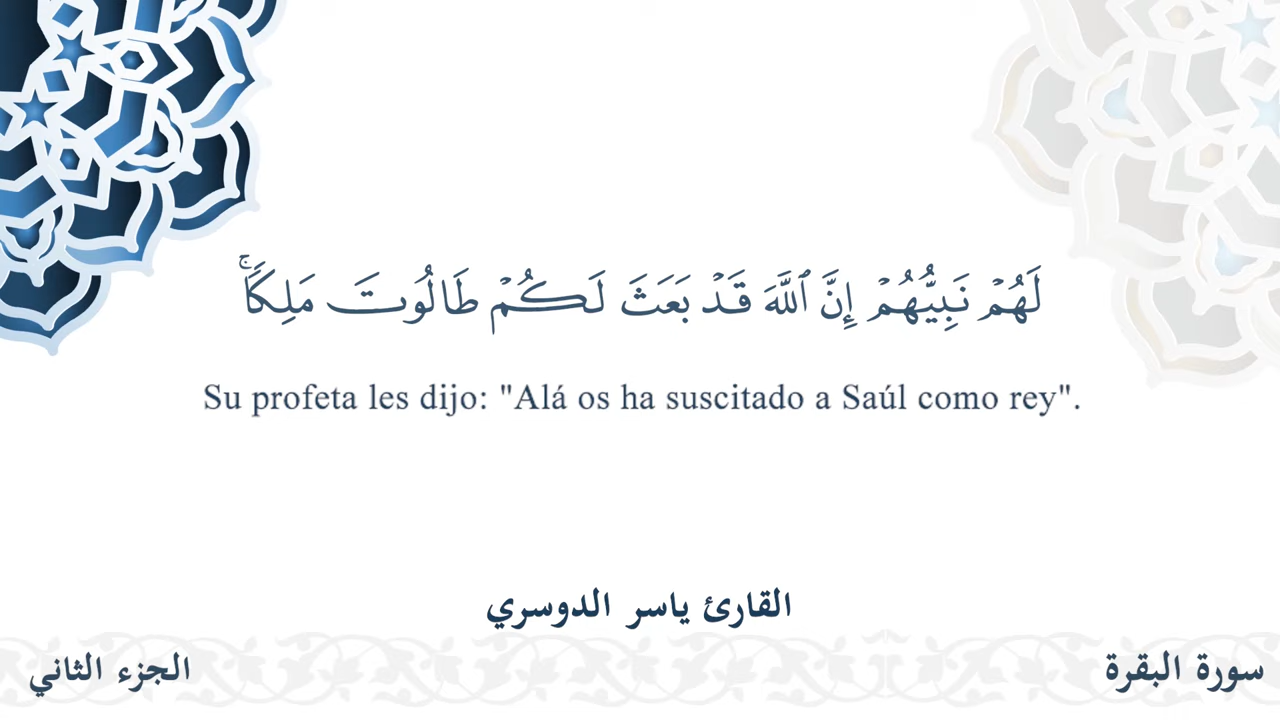 لَهُمۡ نَبِيُّهُمۡ إِنَّ ٱللَّهَ قَدۡ بَعَثَ لَكُمۡ طَالُوتَ مَلِكٗاۚ
Su profeta les dijo: "Alá os ha suscitado a Saúl como rey".
القارئ ياسر الدوسري
سورة البقرة
الجزء الثاني